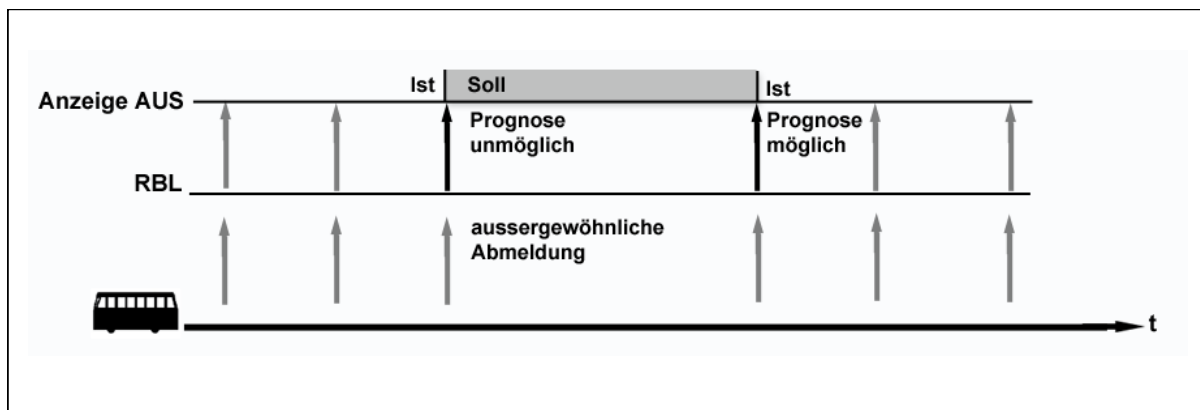 Ist Soll Ist
Anzeige AUS
Prognose Prognose
unmöglich möglich
RBL
aussergewöhnliche
Abmeldung
t